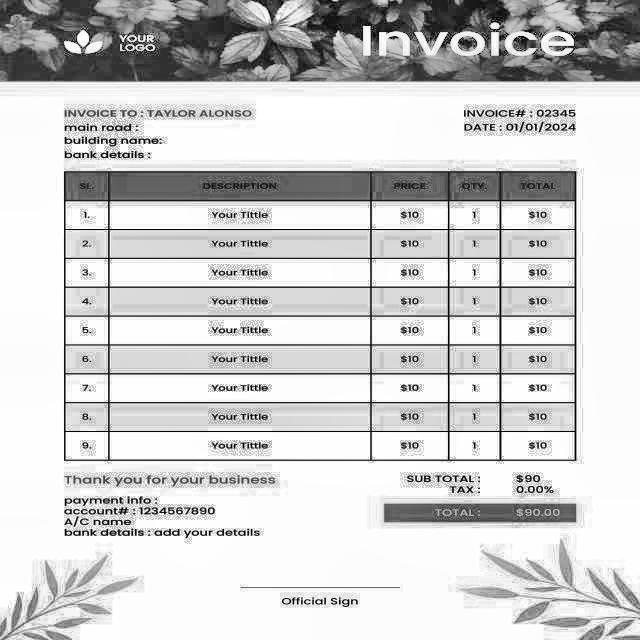 YOUR
LOGO
Invoice
INVOICE TO : TAYLOR ALONSO
INVOICE# : 02345
main road :
DATE : 01/01/2024
building name:
bank details :
SL. DESCRIPTION PRICE QTY. TOTAL
1. Your Tittle $10 1 $10
2. Your Tittle $10 1 $10
3. Your Tittle $10 1 $10
4. Your Tittle $10 1 $10
5. Your Tittle $10 1 $10
6. Your Tittle $10 1 $10
7. Your Tittle $10 1 $10
8. Your Tittle $10 1 $10
9. Your Tittle $10 1 $10
Thank you for your business
SUB TOTAL : $90
TAX : 0.00%
payment info :
account# : 1234567890
TOTAL : $90.00
A/C name
bank details : add your details
Official Sign